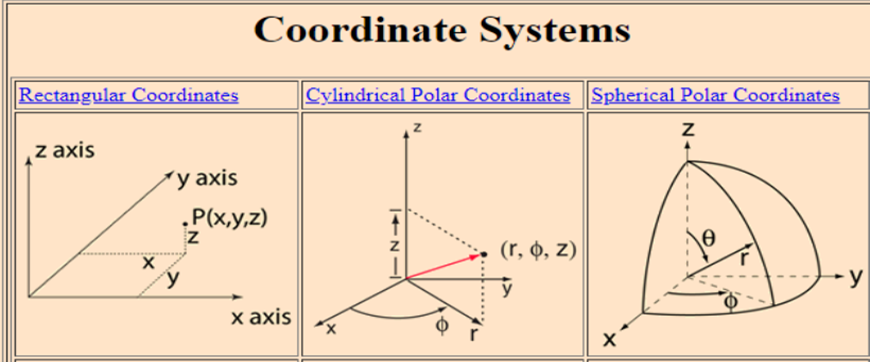 Coordinate Systems
Rectangular Coordinates
Cylindrical Polar Coordinates
Spherical Polar Coordinates
z axis
y axis
P(x,y,z)
z
x
y
x axis
z
z
(r, ϕ, z)
y
x
ϕ
r
z
θ
r
y
ϕ
x